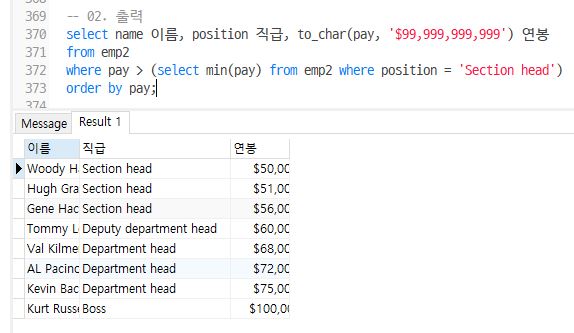 369 -- 02. 출력
370 select name 이름, position 직급, to_char(pay, '$99,999,999,999') 연봉
371 from emp2
372 where pay > (select min(pay) from emp2 where position = 'Section head')
373 order by pay;
374
Message Result 1
이름 직급 연봉
Woody H Section head $50,00
Hugh Gra Section head $51,00
Gene Hac Section head $56,00
Tommy L Deputy department head $60,00
Val Kilme Department head $68,00
AL Pacino Department head $72,00
Kevin Bac Department head $75,00
Kurt Russ Boss $100,00